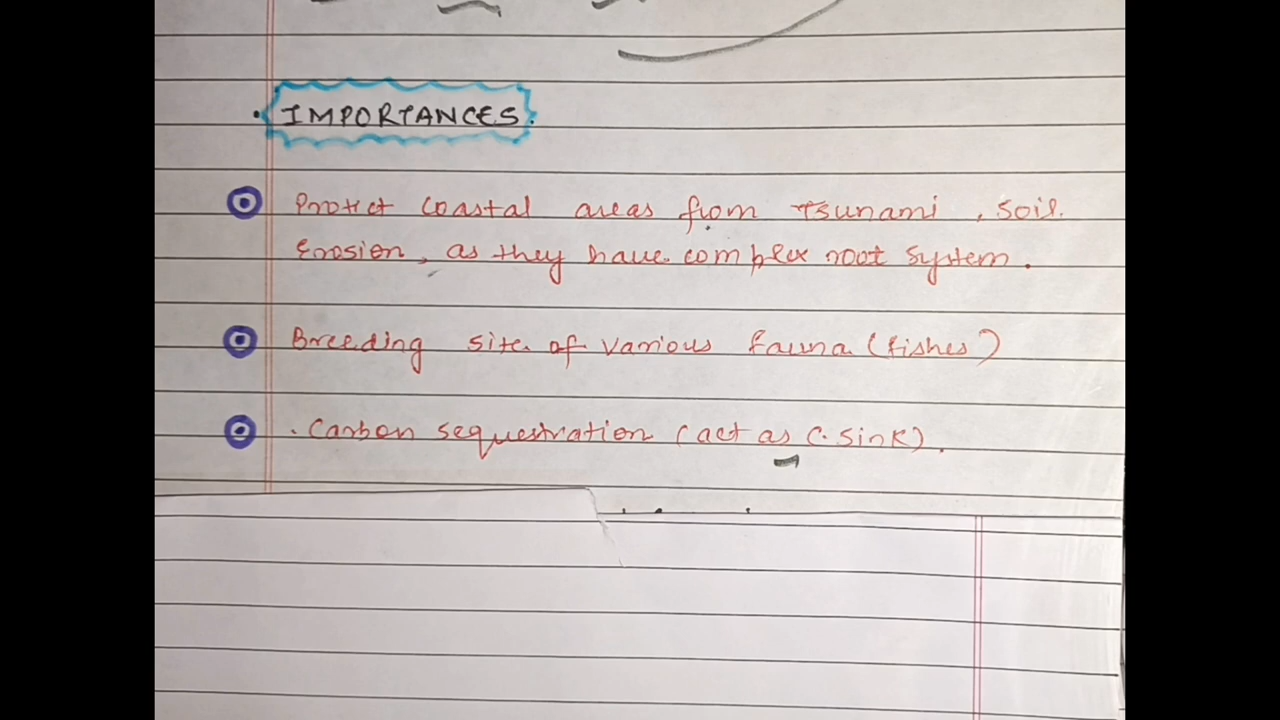 . IMPORTANCES.
Protect coastal areas from Tsunami , soil
Erosion , as they have complex root system .
Breeding site of various fauna (fishes)
. Carbon sequestration (act as C. sink) .